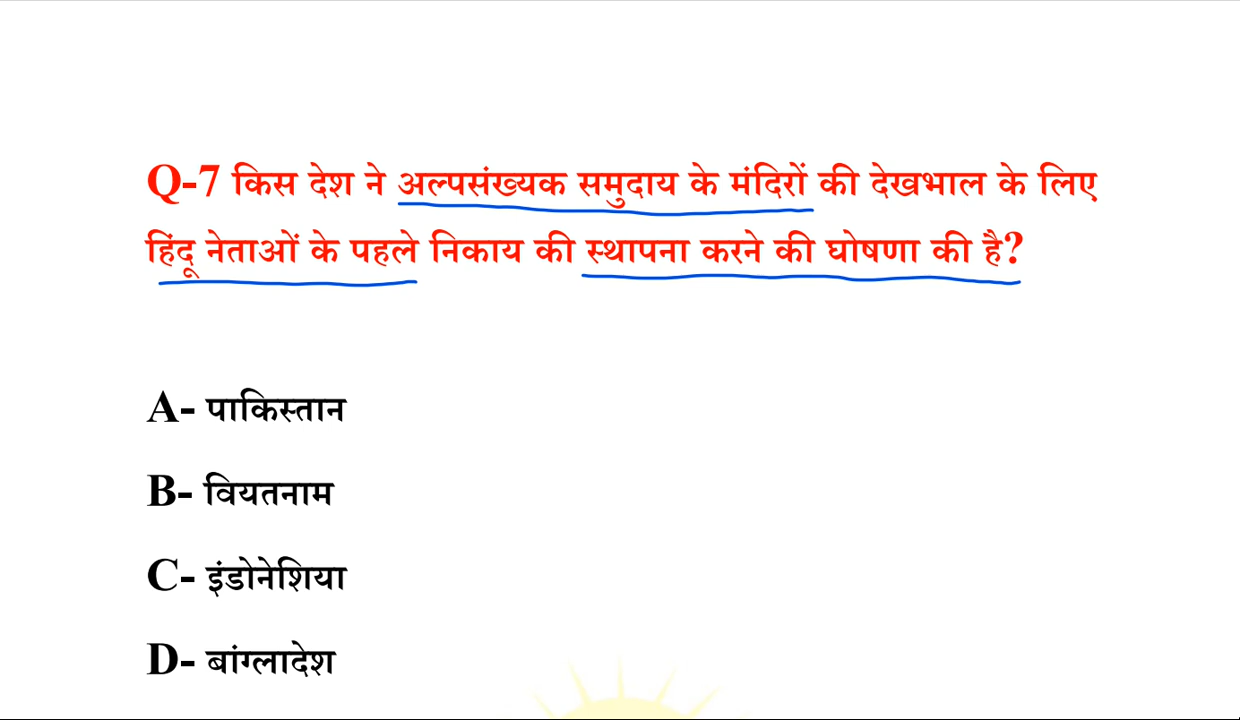 Q-7 किस देश ने अल्पसंख्यक समुदाय के मंदिरों की देखभाल के लिए
हिंदू नेताओं के पहले निकाय की स्थापना करने की घोषणा की है?
A- पाकिस्तान
B- वियतनाम
C- इंडोनेशिया
D- बांग्लादेश